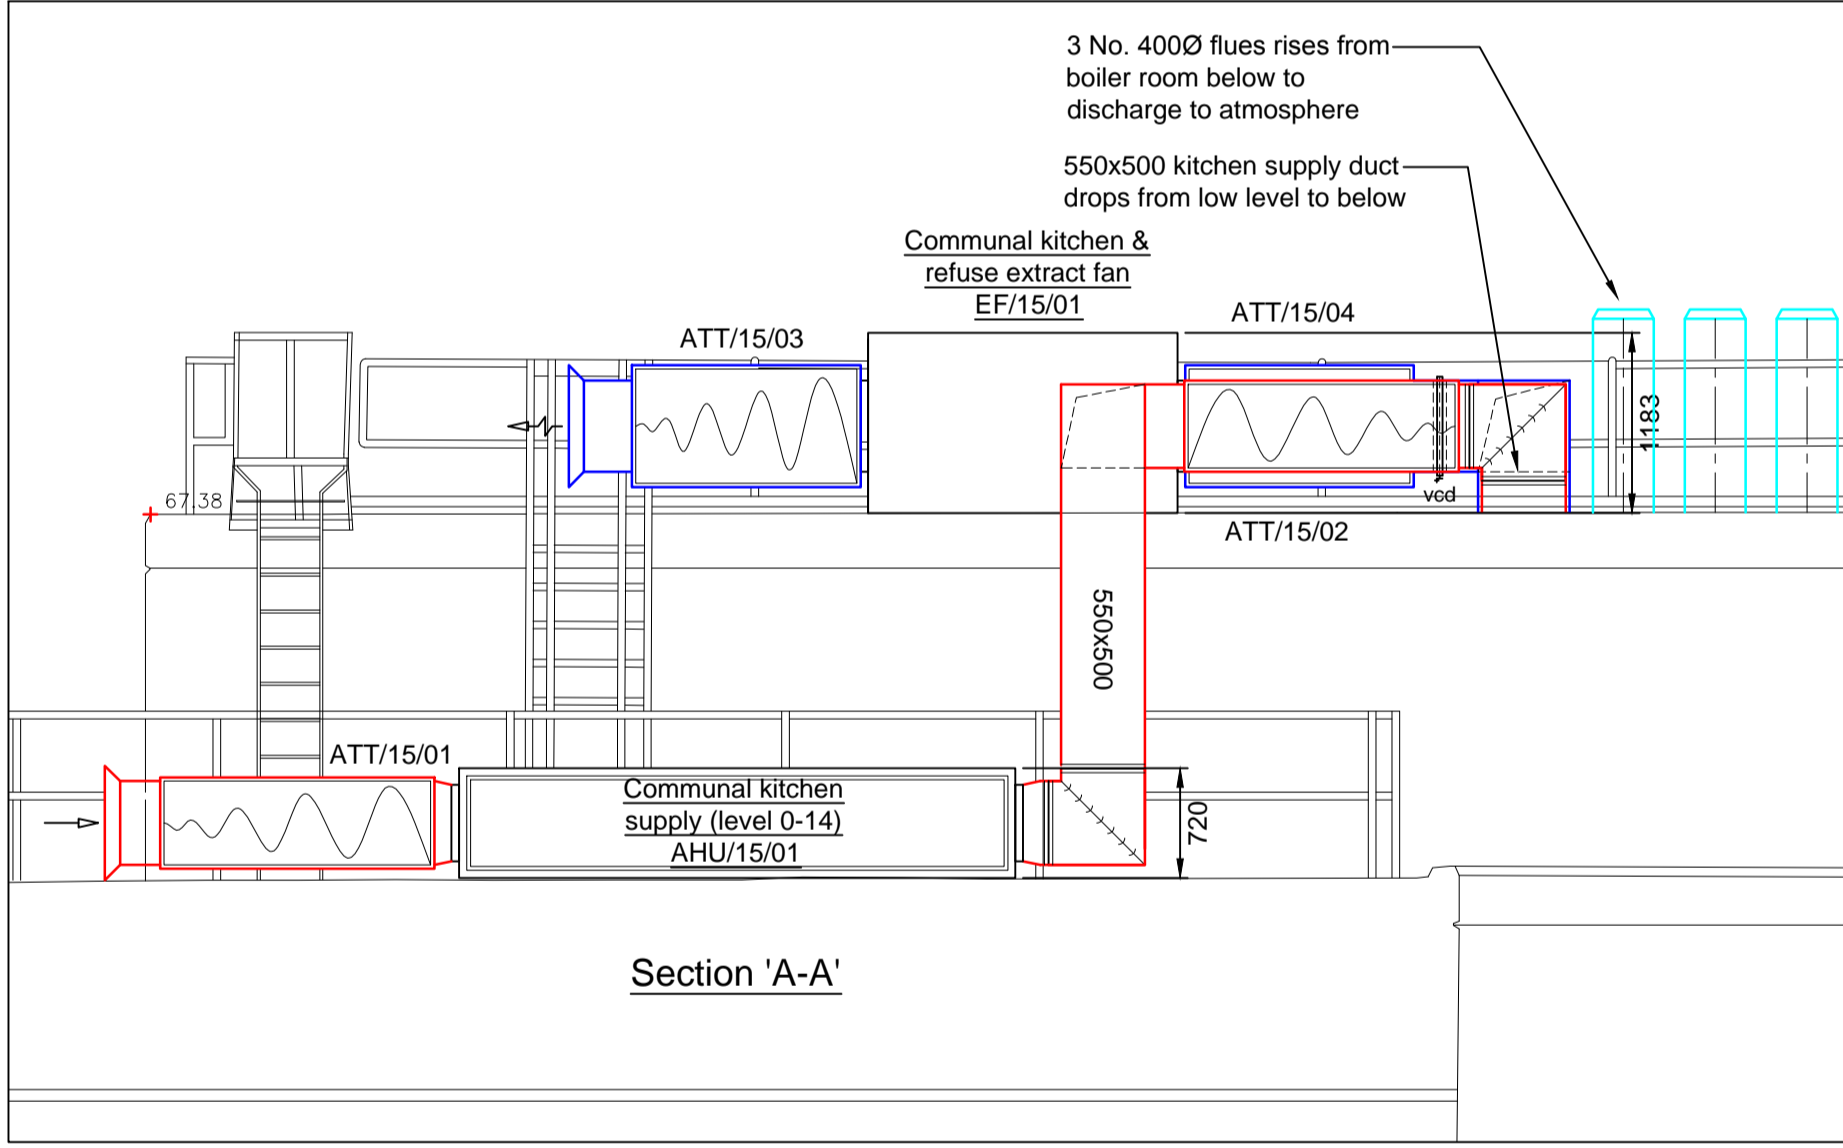 3 No. 400Ø flues rises from
boiler room below to
discharge to atmosphere
550x500 kitchen supply duct
drops from low level to below
Communal kitchen &
refuse extract fan
EF/15/01
ATT/15/03
ATT/15/04
1183
67.38
vcd
ATT/15/02
550x500
ATT/15/01
Communal kitchen
supply (level 0-14)
AHU/15/01
720
Section 'A-A'